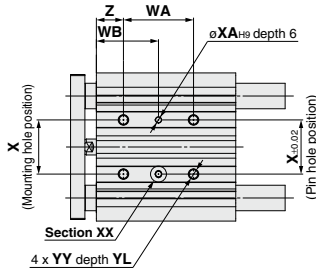 Z
WA
WB
øXAH9 depth 6
X
(Mounting hole position)
X±0.02
(Pin hole position)
Section XX
4 x YY depth YL